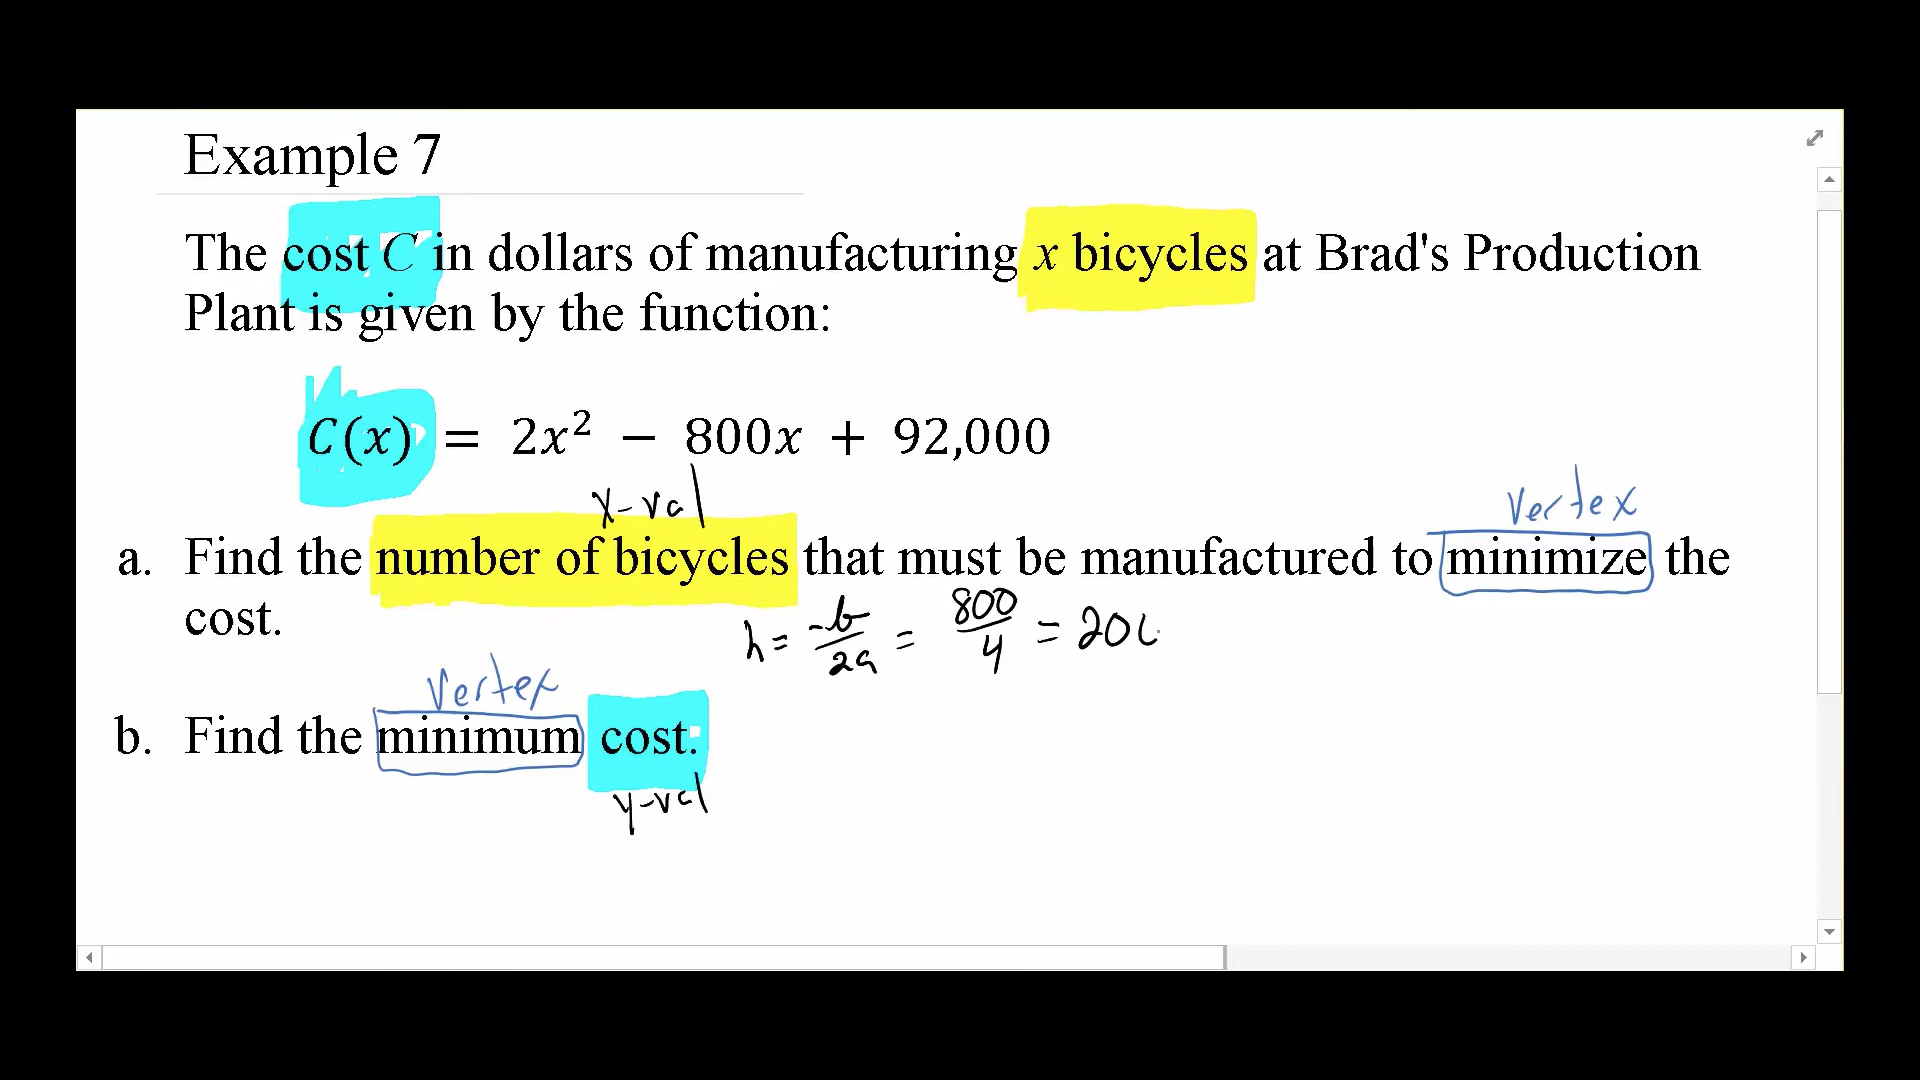 Example 7
The cost C in dollars of manufacturing x bicycles at Brad's Production
Plant is given by the function:
C(x) = 2x² − 800x + 92,000
x-val
vertex
a. Find the number of bicycles that must be manufactured to minimize the
cost.
h = -b/2a = 800/4 = 20
vertex
b. Find the minimum cost.
y-val